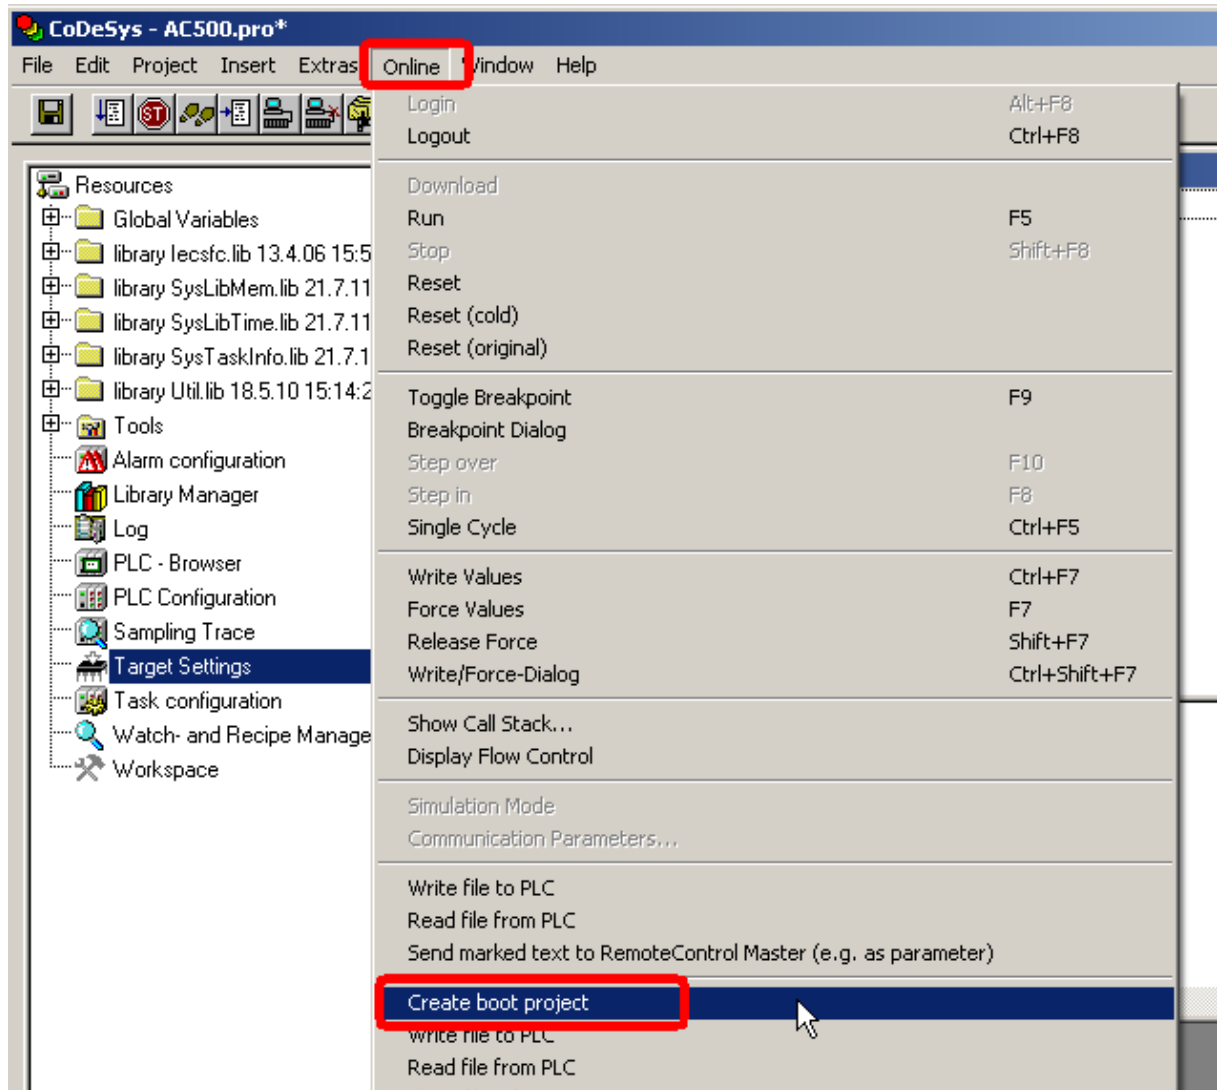 CoDeSys - AC500.pro*
File Edit Project Insert Extras Online Window Help
ST
Login Alt+F8
Logout Ctrl+F8
Download
Run F5
Stop Shift+F8
Reset
Reset (cold)
Reset (original)
Toggle Breakpoint F9
Breakpoint Dialog
Step over F10
Step in F8
Single Cycle Ctrl+F5
Write Values Ctrl+F7
Force Values F7
Release Force Shift+F7
Write/Force-Dialog Ctrl+Shift+F7
Show Call Stack...
Display Flow Control
Simulation Mode
Communication Parameters...
Write file to PLC
Read file from PLC
Send marked text to RemoteControl Master (e.g. as parameter)
Create boot project
Write file to PLC
Read file from PLC
Resources
Global Variables
library Iecsfc.lib 13.4.06 15:5
library SysLibMem.lib 21.7.11
library SysLibTime.lib 21.7.11
library SysTaskInfo.lib 21.7.1
library Util.lib 18.5.10 15:14:2
Tools
Alarm configuration
Library Manager
Log
PLC - Browser
PLC Configuration
Sampling Trace
Target Settings
Task configuration
Watch- and Recipe Manage
Workspace